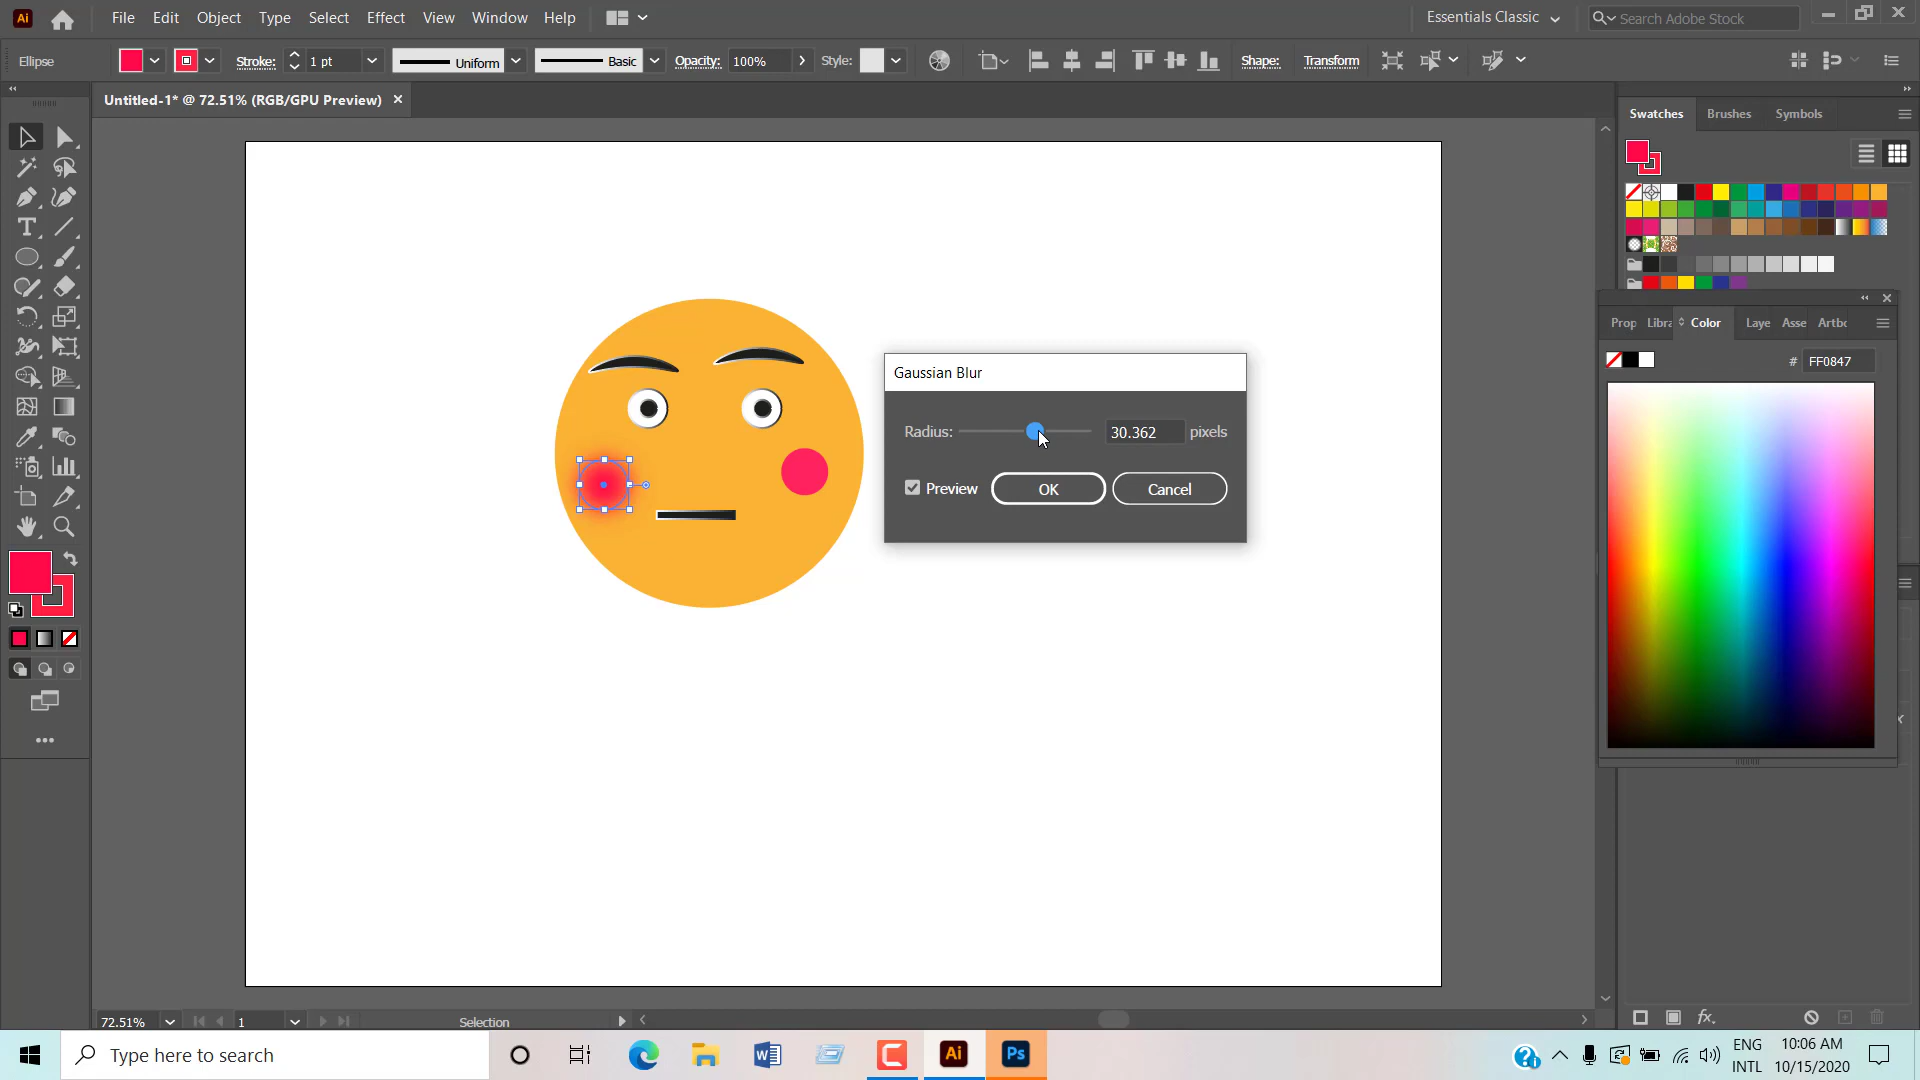 Ai File Edit Object Type Select Effect View Window Help Essentials Classic Search Adobe Stock
Ellipse Stroke: 1 pt Uniform Basic Opacity: 100% Style: Shape: Transform
Untitled-1* @ 72.51% (RGB/GPU Preview) ×
Swatches Brushes Symbols
Prop Libra Color Laye Asse Artbo
# FF0847
Gaussian Blur
Radius: 30.362 pixels
Preview OK Cancel
72.51% 1 Selection
Type here to search Ai Ps
ENG
INTL
10:06 AM
10/15/2020